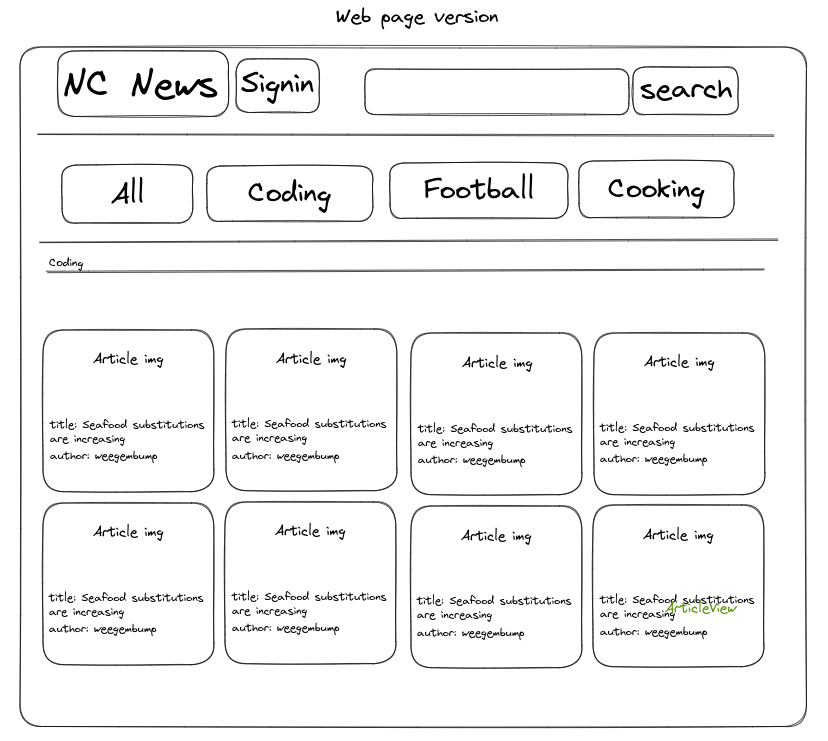 Web page version
NC News
Signin
search
All
Coding
Football
Cooking
Coding
Article img
title: Seafood substitutions
are increasing
author: weegembump
Article img
title: Seafood substitutions
are increasing
author: weegembump
Article img
title: Seafood substitutions
are increasing
author: weegembump
Article img
title: Seafood substitutions
are increasing
author: weegembump
Article img
title: Seafood substitutions
are increasing
author: weegembump
Article img
title: Seafood substitutions
are increasing
author: weegembump
Article img
title: Seafood substitutions
are increasing
author: weegembump
Article img
title: Seafood substitutions
are increasing
ArticleView
author: weegembump